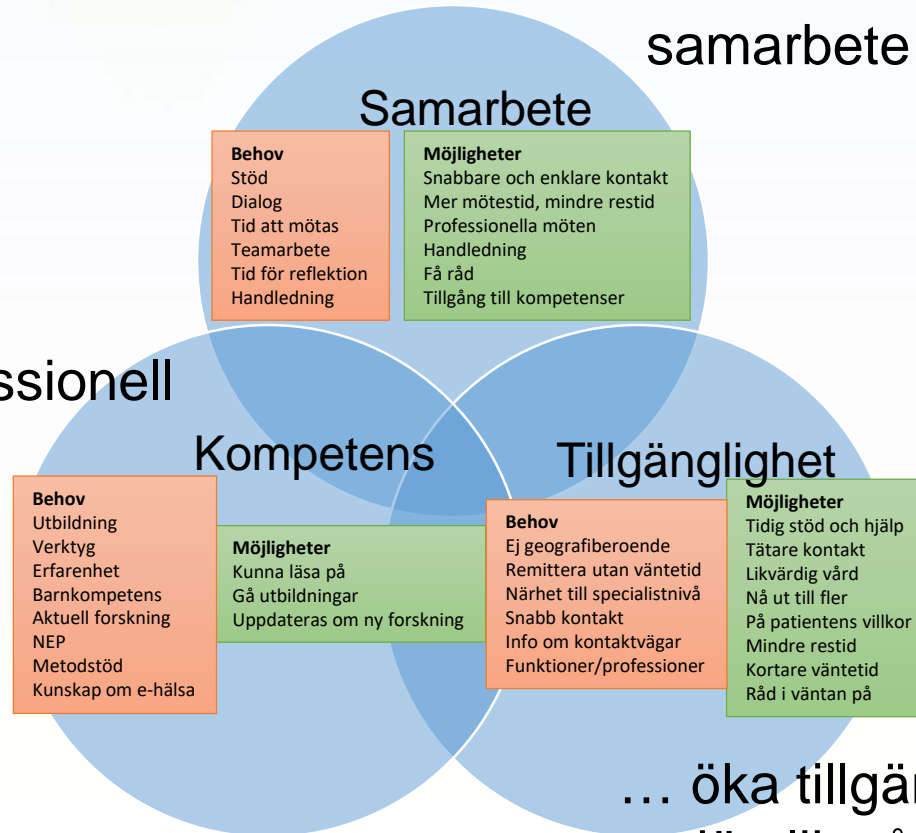 samarbete
Samarbete
Behov
Stöd
Dialog
Tid att mötas
Teamarbete
Tid för reflektion
Handledning
Möjligheter
Snabbare och enklare kontakt
Mer mötestid, mindre restid
Professionella möten
Handledning
Få råd
Tillgång till kompetenser
ssionell
Kompetens
Behov
Utbildning
Verktyg
Erfarenhet
Barnkompetens
Aktuell forskning
NEP
Metodstöd
Kunskap om e-hälsa
Möjligheter
Kunna läsa på
Gå utbildningar
Uppdateras om ny forskning
Tillgänglighet
Behov
Ej geografiberoende
Remittera utan väntetid
Närhet till specialistnivå
Snabb kontakt
Info om kontaktvägar
Funktioner/professioner
Möjligheter
Tidig stöd och hjälp
Tätare kontakt
Likvärdig vård
Nå ut till fler
På patientens villkor
Mindre restid
Kortare väntetid
Råd i väntan på
… öka tillgän